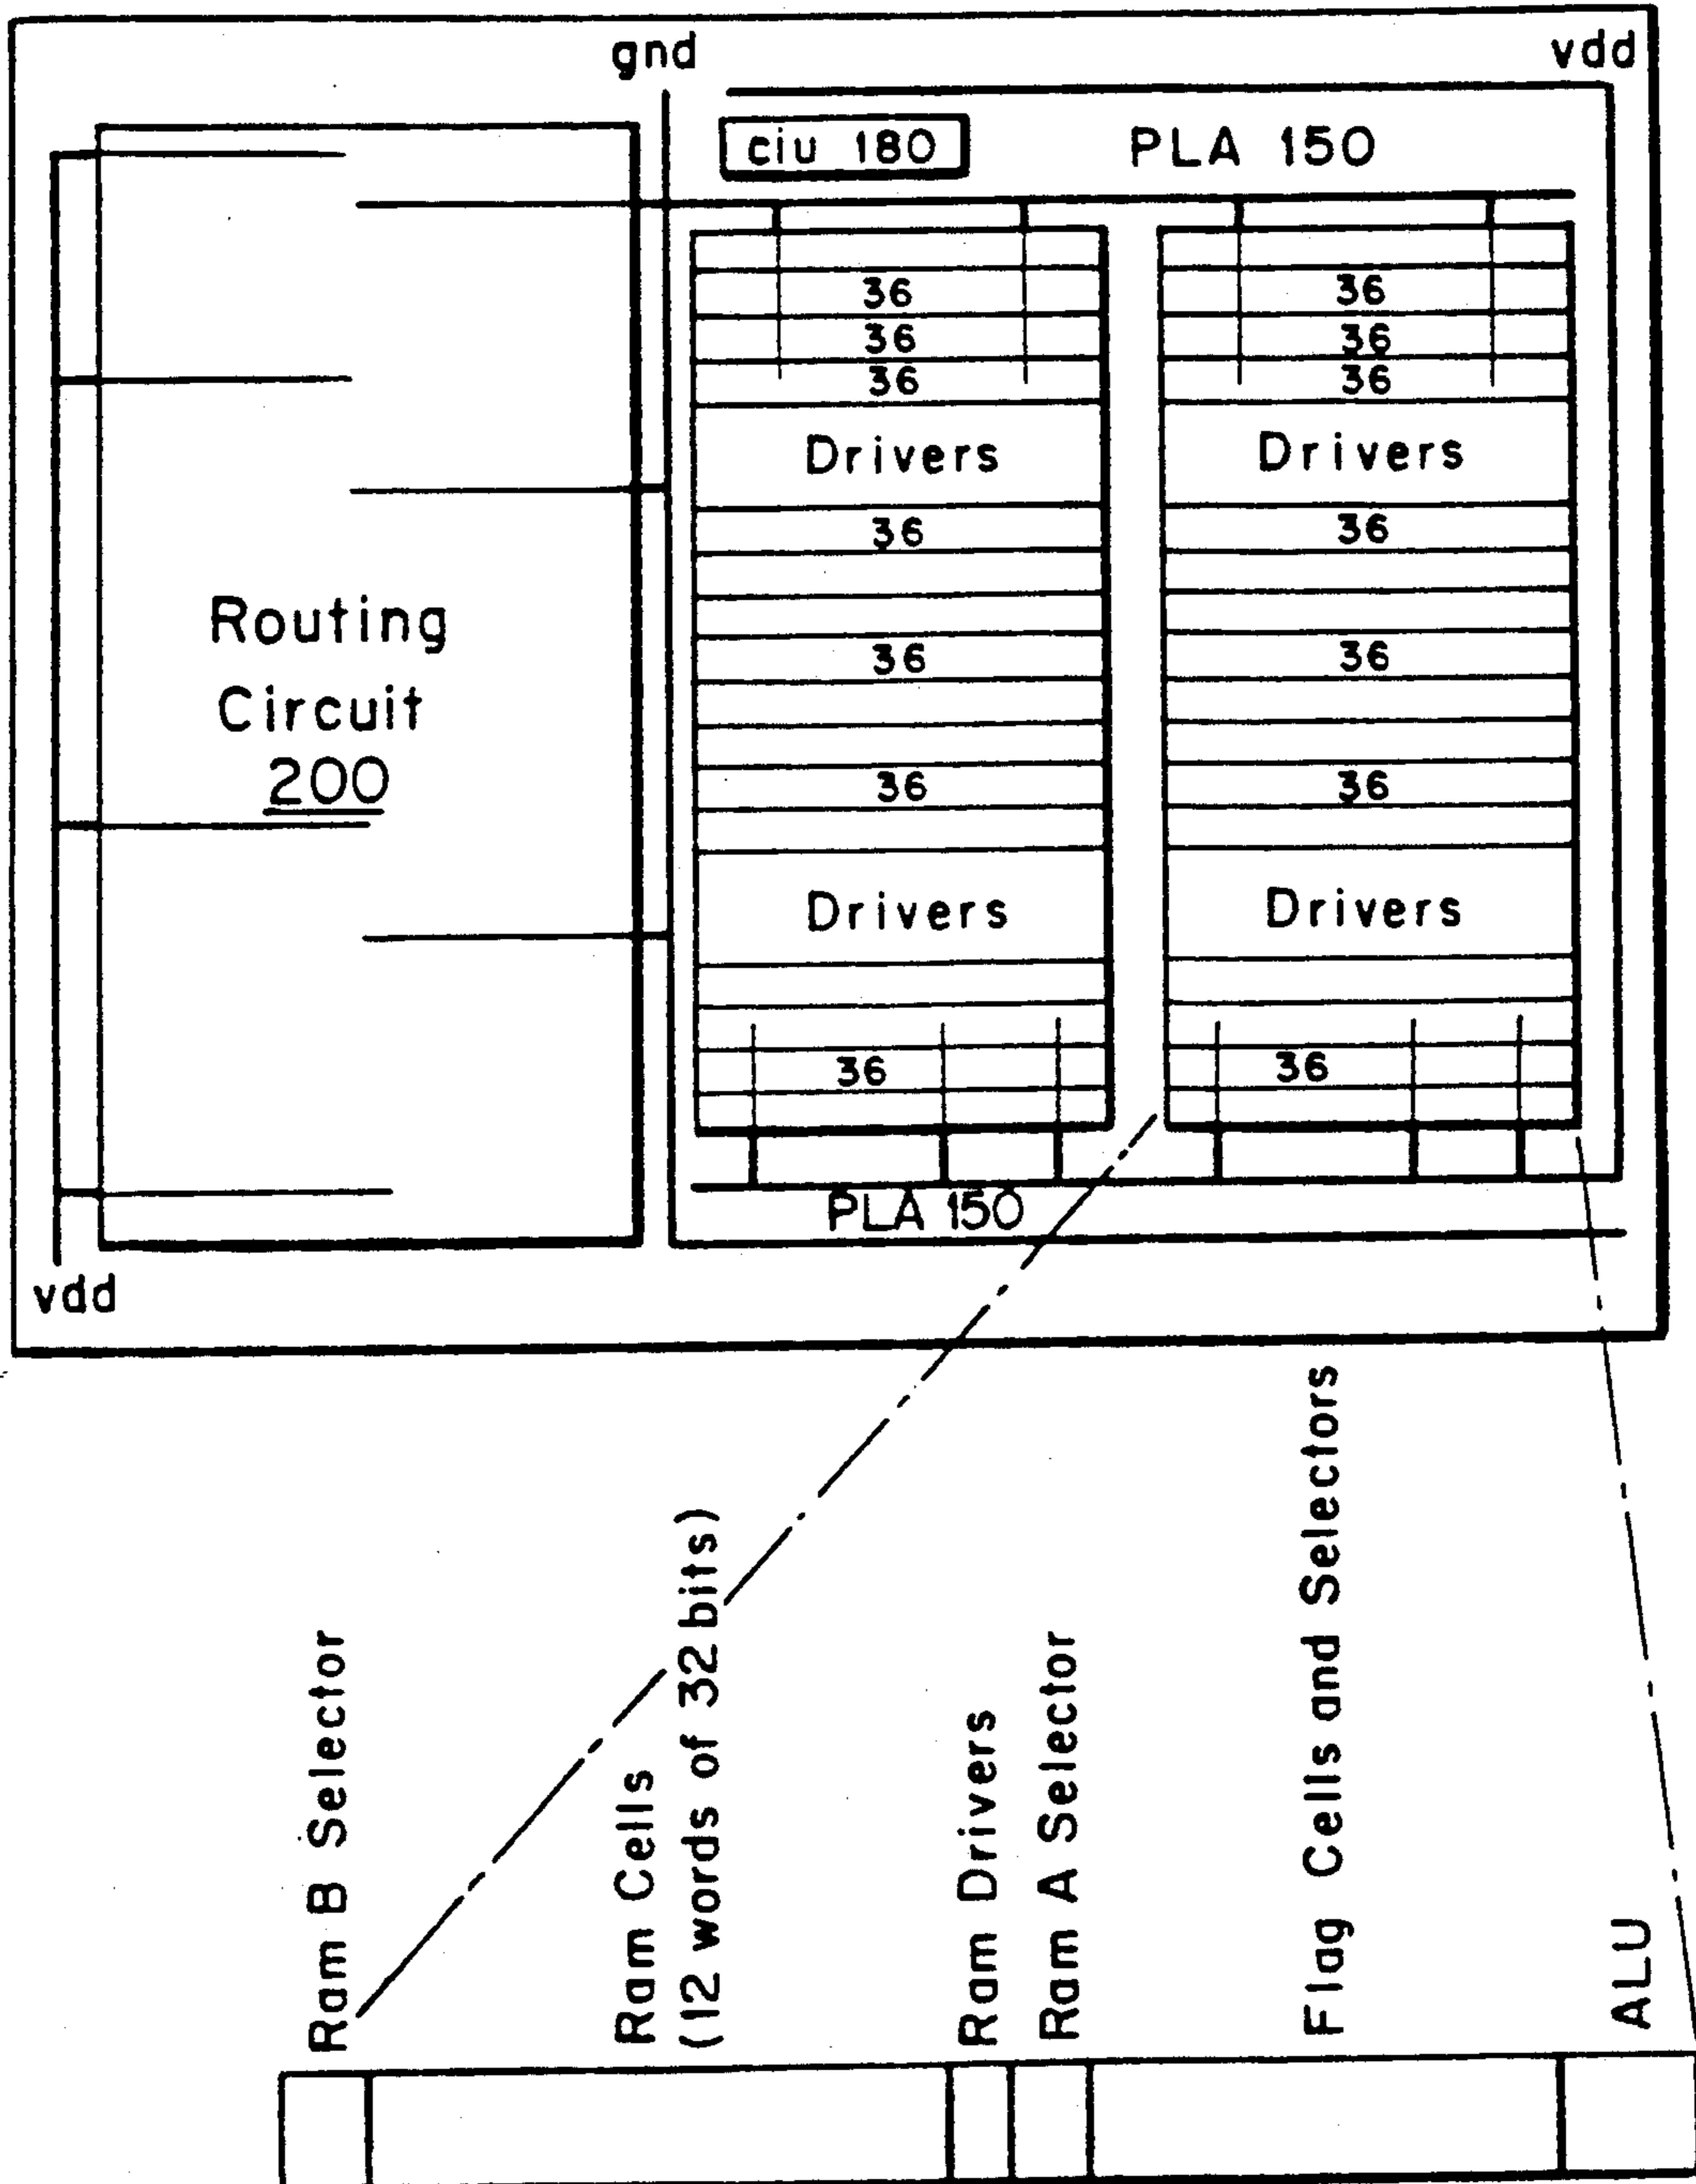 gnd
vdd
ciu 180
PLA 150
36
36
36
36
36
36
Drivers
Drivers
36
36
Routing
Circuit
200
36
36
36
36
Drivers
Drivers
36
36
PLA 150
vdd
Ram B Selector
Ram Cells
(12 words of 32 bits)
Ram Drivers
Ram A Selector
Flag Cells and Selectors
ALU